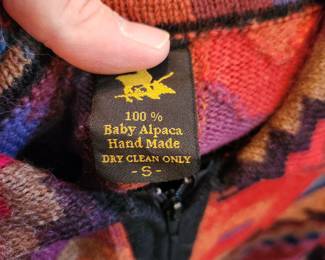 100 %
Baby Alpaca
Hand Made
DRY CLEAN ONLY
- S -